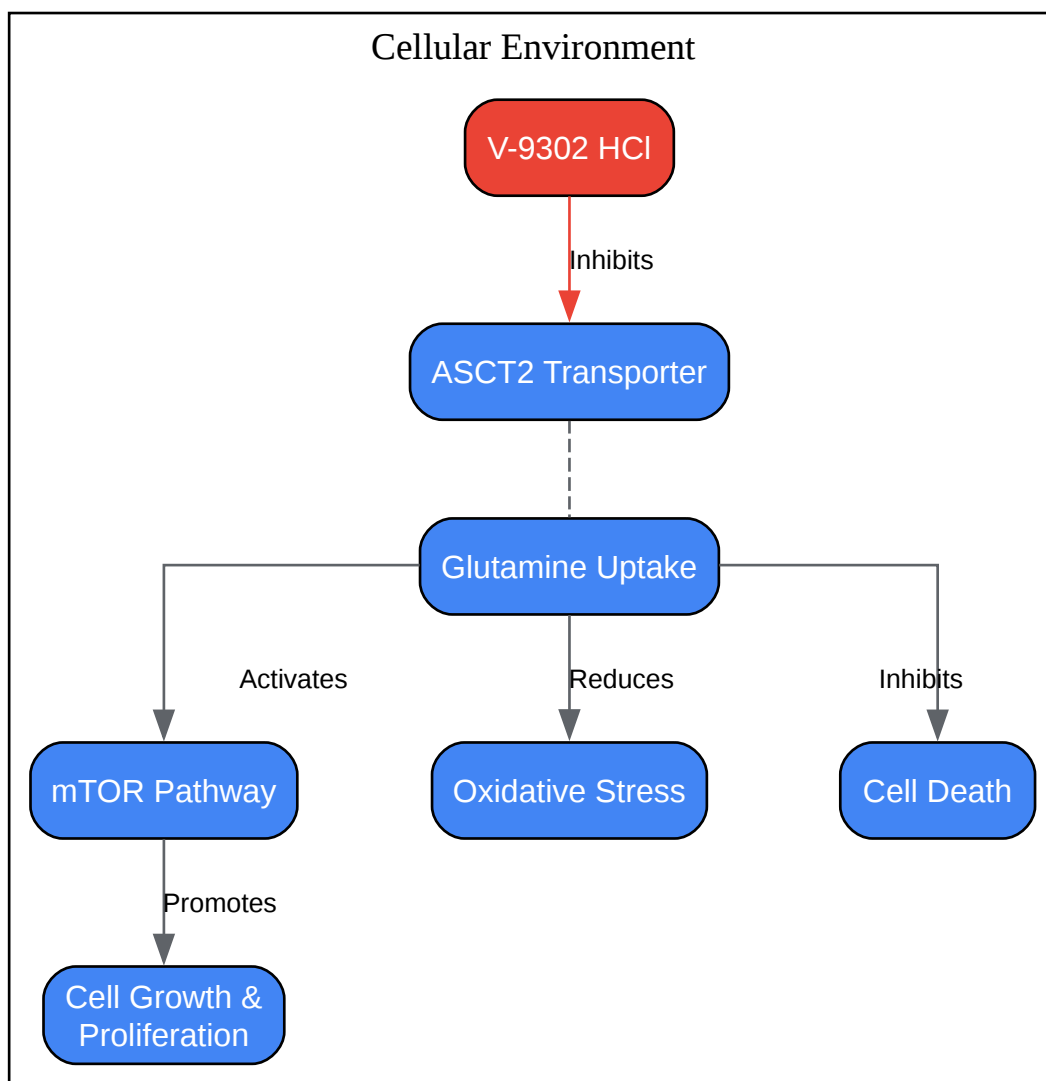 Cellular Environment
V-9302 HCl
Inhibits
ASCT2 Transporter
Glutamine Uptake
Activates
Reduces
Inhibits
mTOR Pathway
Oxidative Stress
Cell Death
Promotes
Cell Growth &
Proliferation